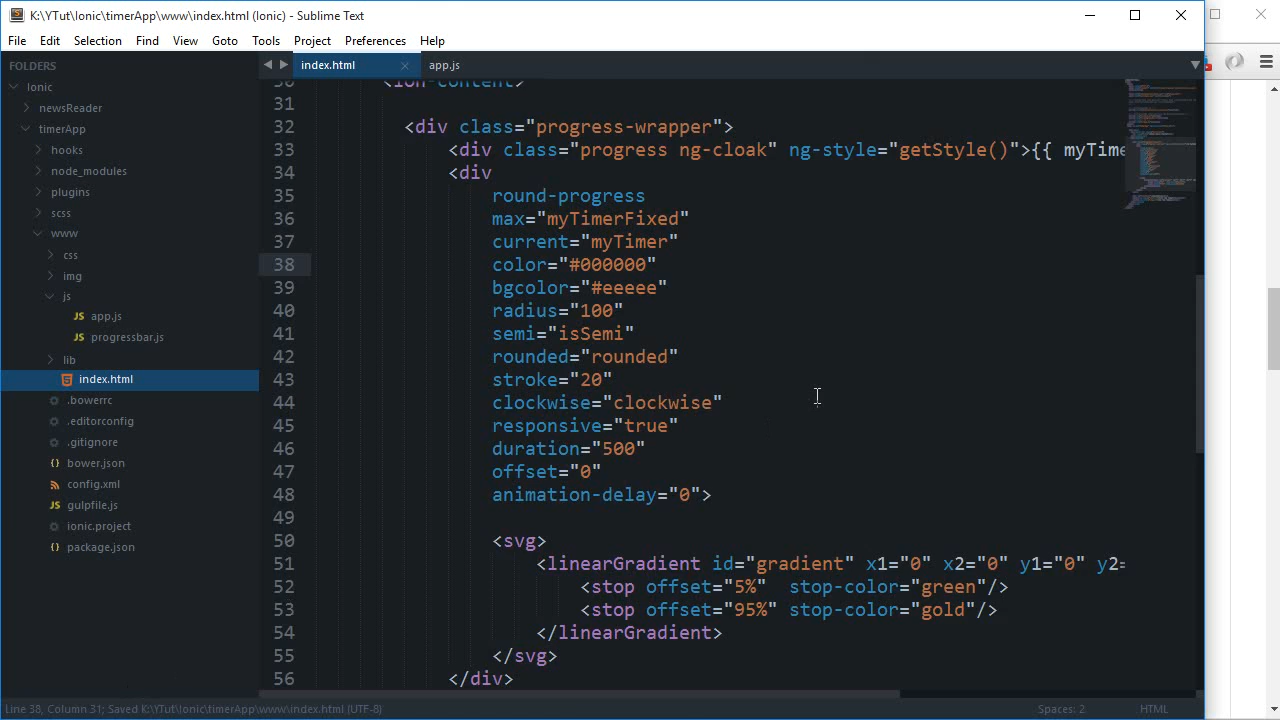 K:\YTut\Ionic\timerApp\www\index.html (Ionic) - Sublime Text
File Edit Selection Find View Goto Tools Project Preferences Help
FOLDERS
Ionic
newsReader
timerApp
hooks
node_modules
plugins
scss
www
css
img
js
JS app.js
JS progressbar.js
lib
index.html
.bowerrc
.editorconfig
.gitignore
{} bower.json
config.xml
JS gulpfile.js
ionic.project
{} package.json
index.html × app.js
30 <ion-content>
31
32 <div class="progress-wrapper">
33 <div class="progress ng-cloak" ng-style="getStyle()">{{ myTime
34 <div
35 round-progress
36 max="myTimerFixed"
37 current="myTimer"
38 color="#000000"
39 bgcolor="#eeeee"
40 radius="100"
41 semi="isSemi"
42 rounded="rounded"
43 stroke="20"
44 clockwise="clockwise"
45 responsive="true"
46 duration="500"
47 offset="0"
48 animation-delay="0">
49
50 <svg>
51 <linearGradient id="gradient" x1="0" x2="0" y1="0" y2=
52 <stop offset="5%"  stop-color="green"/>
53 <stop offset="95%" stop-color="gold"/>
54 </linearGradient>
55 </svg>
56 </div>
Line 38, Column 31; Saved K:\YTut\Ionic\timerApp\www\index.html (UTF-8)
Spaces: 2
HTML